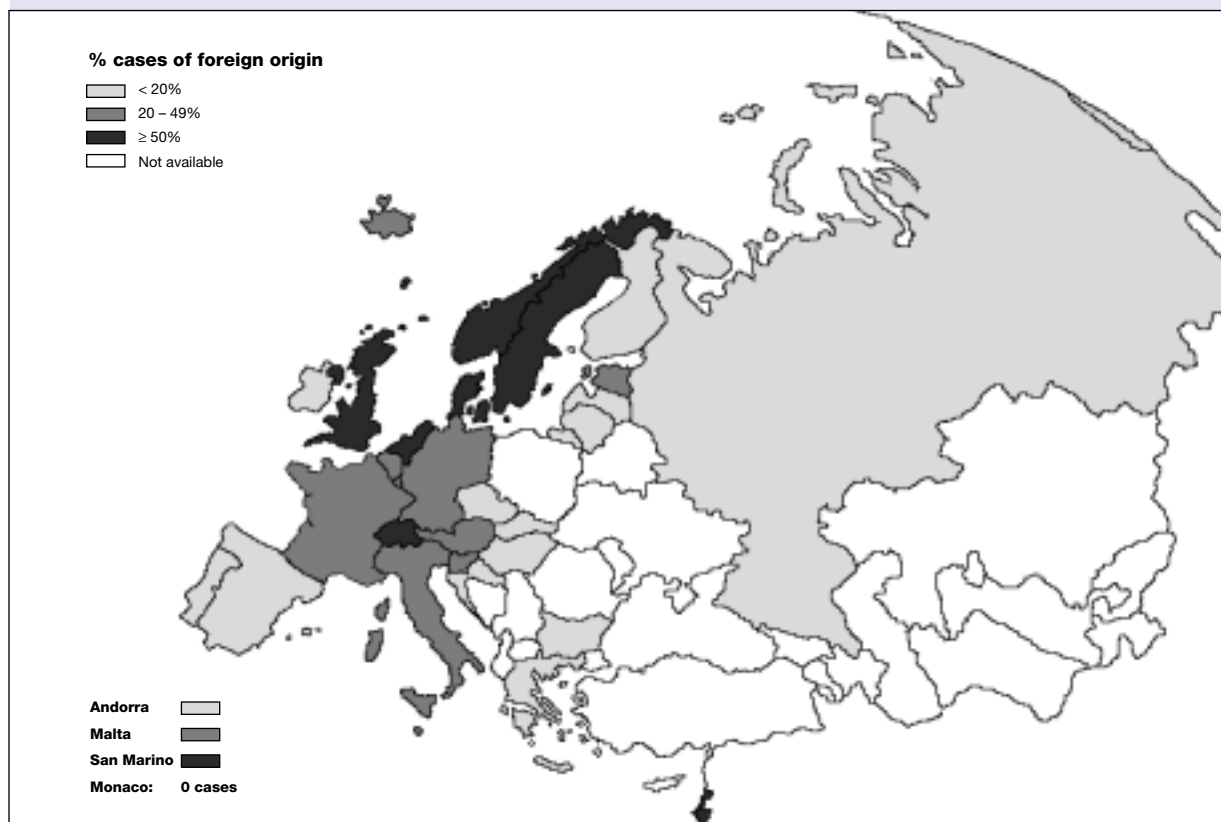 % cases of foreign origin
< 20%
20 – 49%
≥ 50%
Not available
Andorra
Malta
San Marino
Monaco: 0 cases